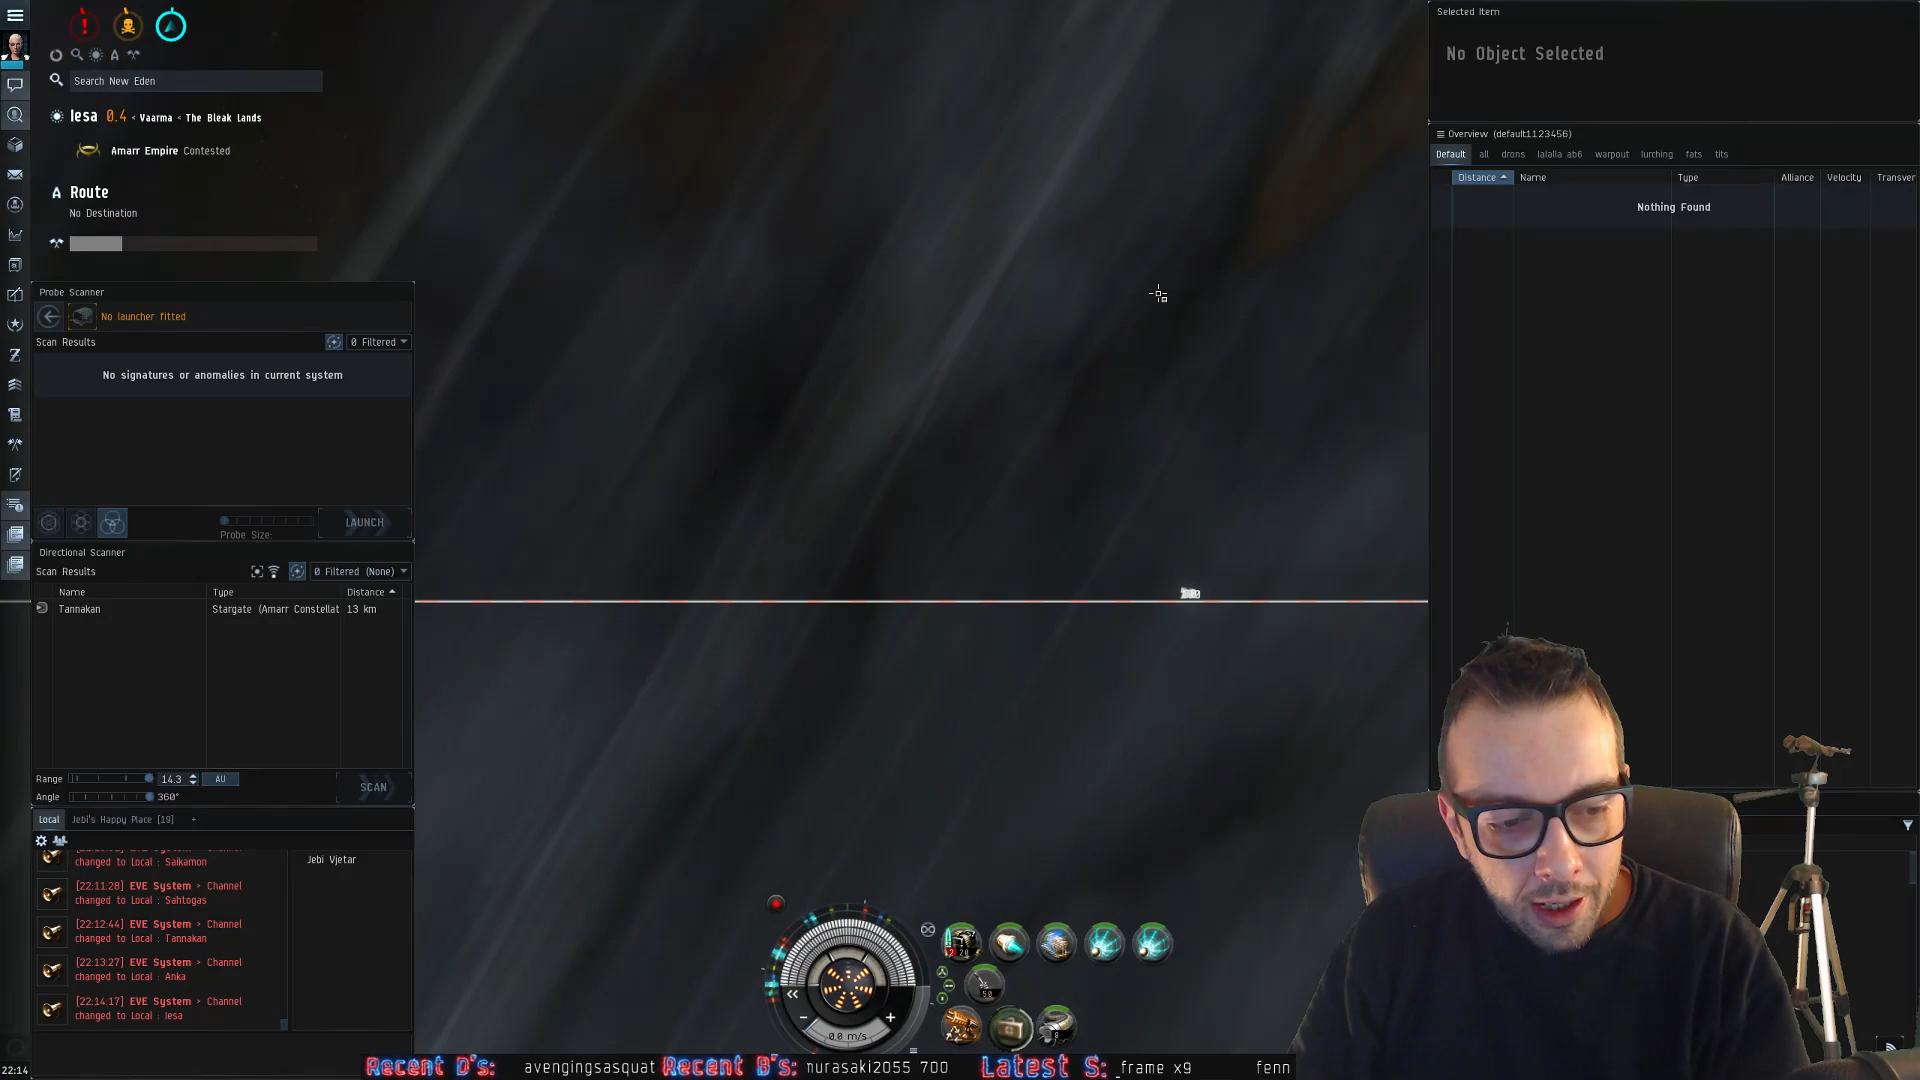 Search New Eden
Iesa 0.4 < Vaarma < The Bleak Lands
Amarr Empire Contested
A Route
No Destination
Probe Scanner
No launcher fitted
Scan Results
0 Filtered
No signatures or anomalies in current system
Probe Size:
LAUNCH
Directional Scanner
Scan Results
0 Filtered (None)
Name Type Distance
Tannakan Stargate (Amarr Constellat 13 km
Range 14.3 AU
Angle 360°
SCAN
Local Jebi's Happy Place [19] +
changed to Local : Saikamon
[22:11:28] EVE System > Channel
changed to Local : Sahtogas
[22:12:44] EVE System > Channel
changed to Local : Tannakan
[22:13:27] EVE System > Channel
changed to Local : Anka
[22:14:17] EVE System > Channel
changed to Local : Iesa
Jebi Vjetar
22:14
Selected Item
No Object Selected
Overview (default1123456)
Default all drons lalalla ab6 warpout lurching fats tits
Distance Name Type Alliance Velocity Transver
Nothing Found
2 20
50
8
0.0 m/s
Recent D's: avengingsasquat Recent B's: nurasaki2055 700 Latest S: _frame x9 fenn